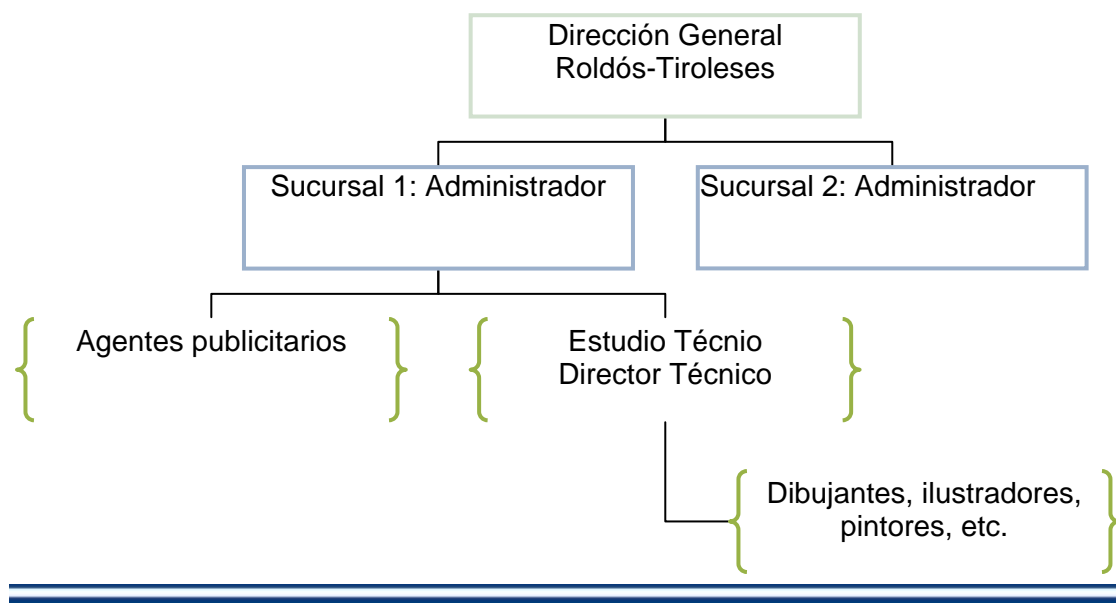 Dirección General
Roldós-Tiroleses
Sucursal 1: Administrador
Sucursal 2: Administrador
Agentes publicitarios
Estudio Técnio
Director Técnico
Dibujantes, ilustradores,
pintores, etc.